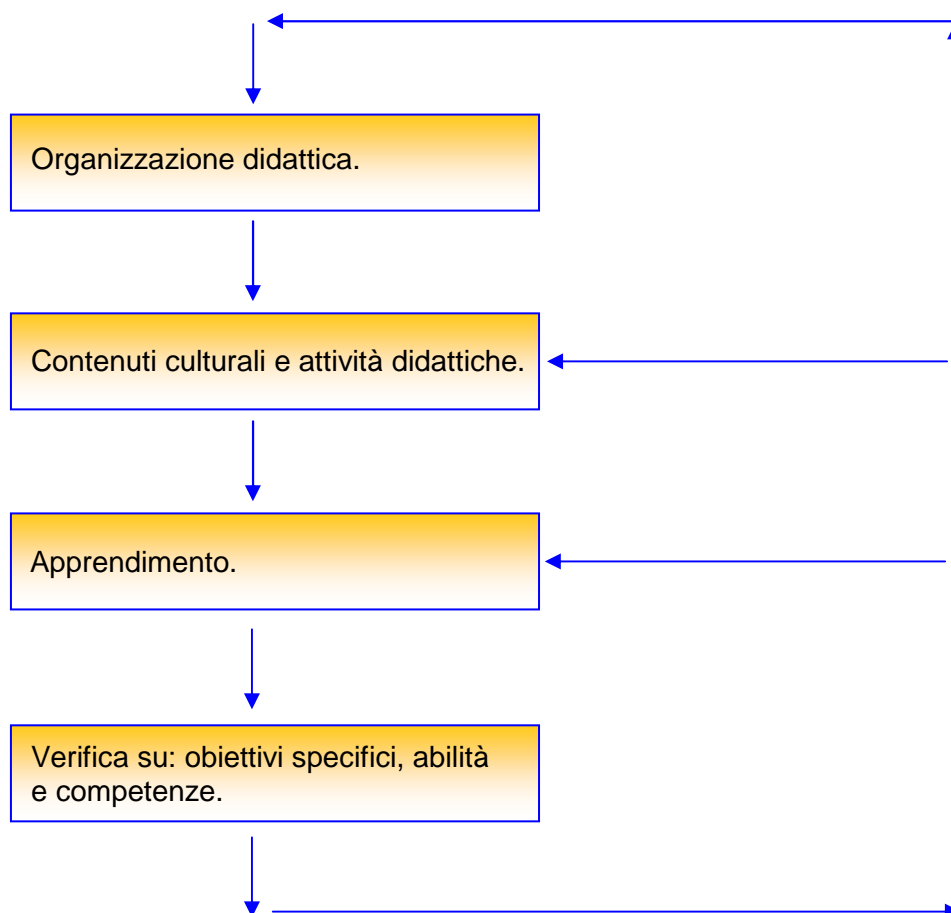 Organizzazione didattica.
Contenuti culturali e attività didattiche.
Apprendimento.
Verifica su: obiettivi specifici, abilità
e competenze.